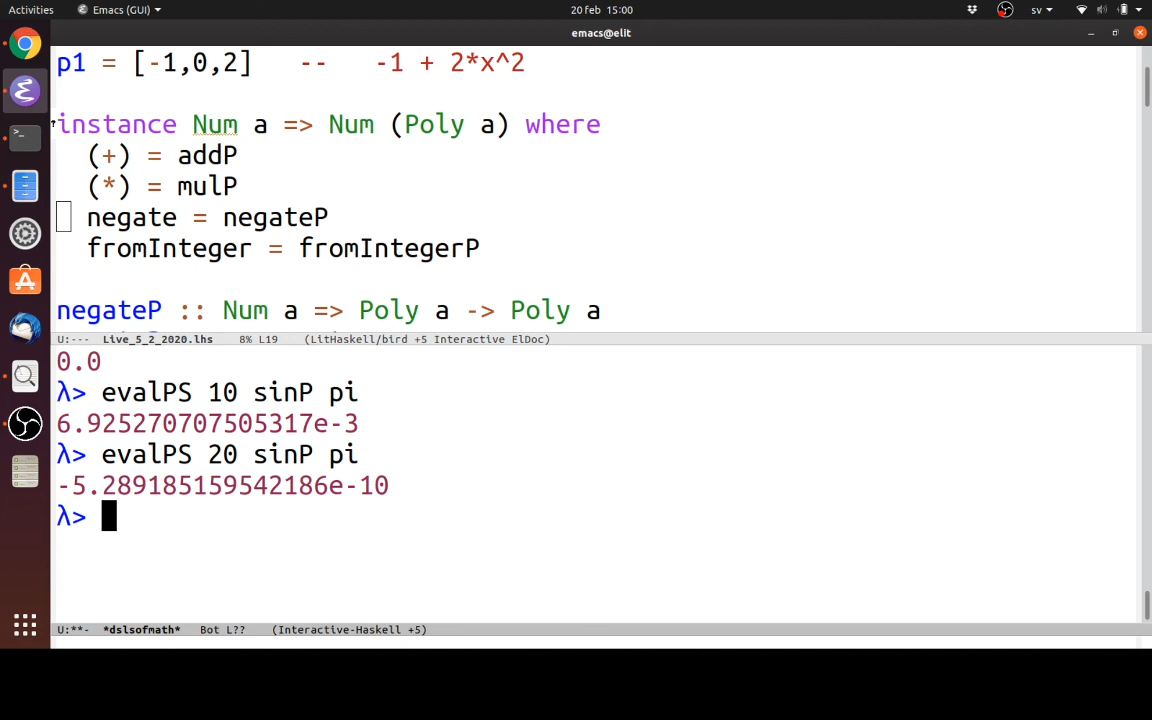 Activities Emacs (GUI) 20 feb 15:00 sv
emacs@elit
p1 = [-1,0,2]   --   -1 + 2*x^2
instance Num a => Num (Poly a) where
  (+) = addP
  (*) = mulP
  negate = negateP
  fromInteger = fromIntegerP
negateP :: Num a => Poly a -> Poly a
U:--- Live_5_2_2020.lhs 8% L19 (LitHaskell/bird +5 Interactive ElDoc)
0.0
λ> evalPS 10 sinP pi
6.925270707505317e-3
λ> evalPS 20 sinP pi
-5.289185159542186e-10
λ>
U:**- *dslsofmath* Bot L?? (Interactive-Haskell +5)